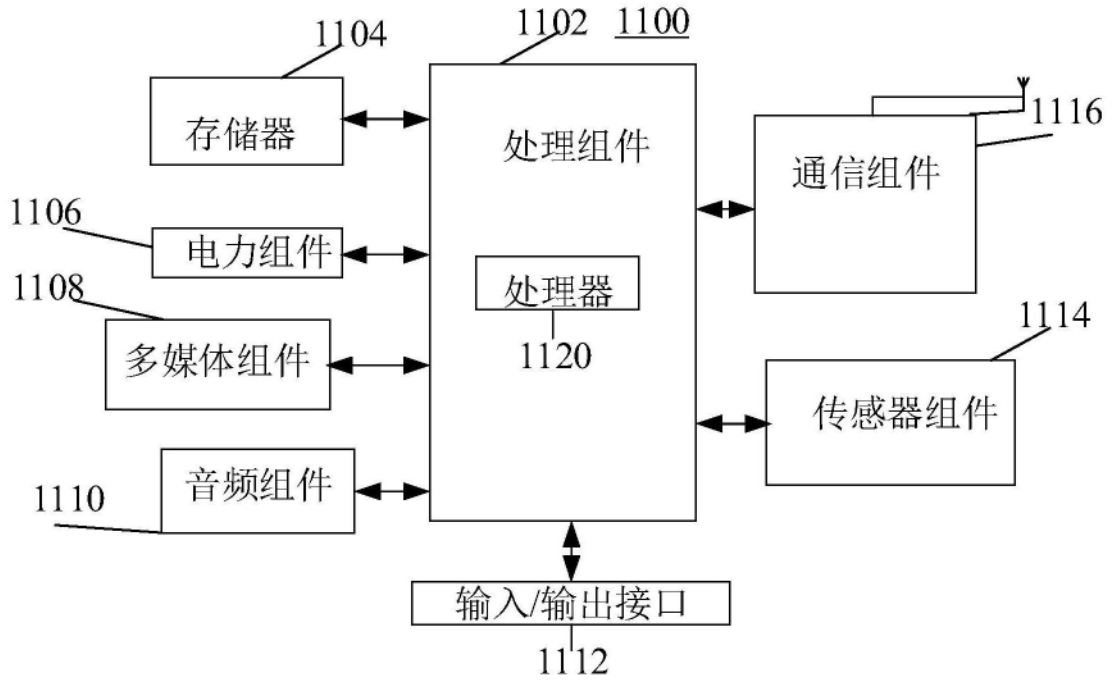 1102
1100
1104
存储器
处理组件
1116
通信组件
1106
电力组件
处理器
1120
1108
多媒体组件
1114
传感器组件
音频组件
1110
输入/输出接口
1112